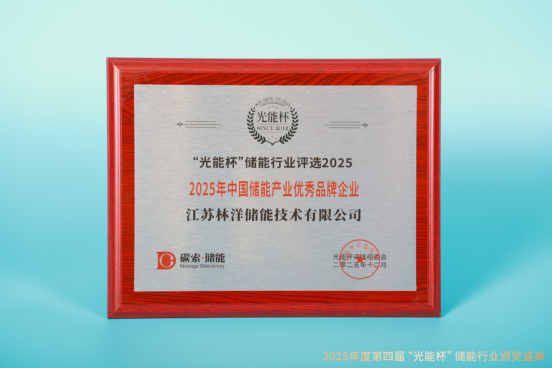 光能杯
SINCE 2012
“光能杯”储能行业评选2025
2025年中国储能产业优秀品牌企业
江苏林洋储能技术有限公司
碳索·储能
Storage Discovery
光能杯评选组委会
二零二五年十二月
2025年度第四届“光能杯”储能行业颁奖盛典